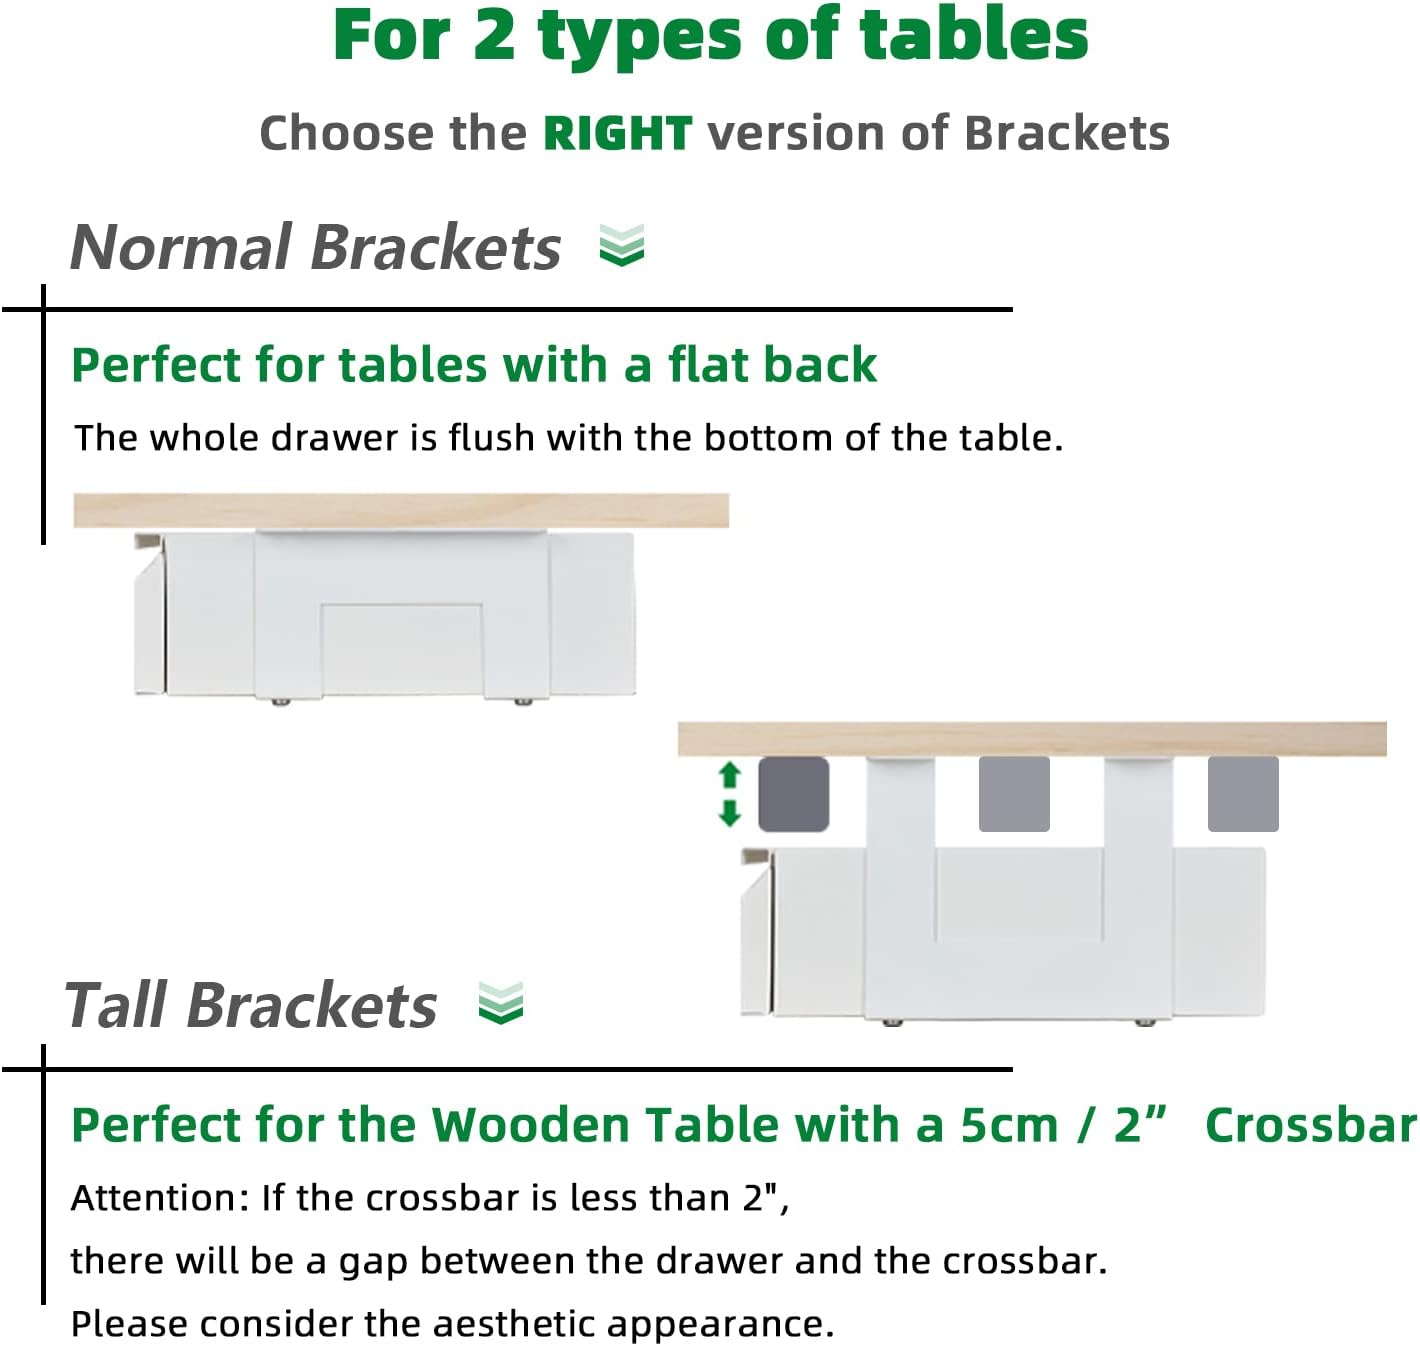 For 2 types of tables
Choose the RIGHT version of Brackets
Normal Brackets
Perfect for tables with a flat back
The whole drawer is flush with the bottom of the table.
Tall Brackets
Perfect for the Wooden Table with a 5cm / 2” Crossbar
Attention: If the crossbar is less than 2",
there will be a gap between the drawer and the crossbar.
Please consider the aesthetic appearance.